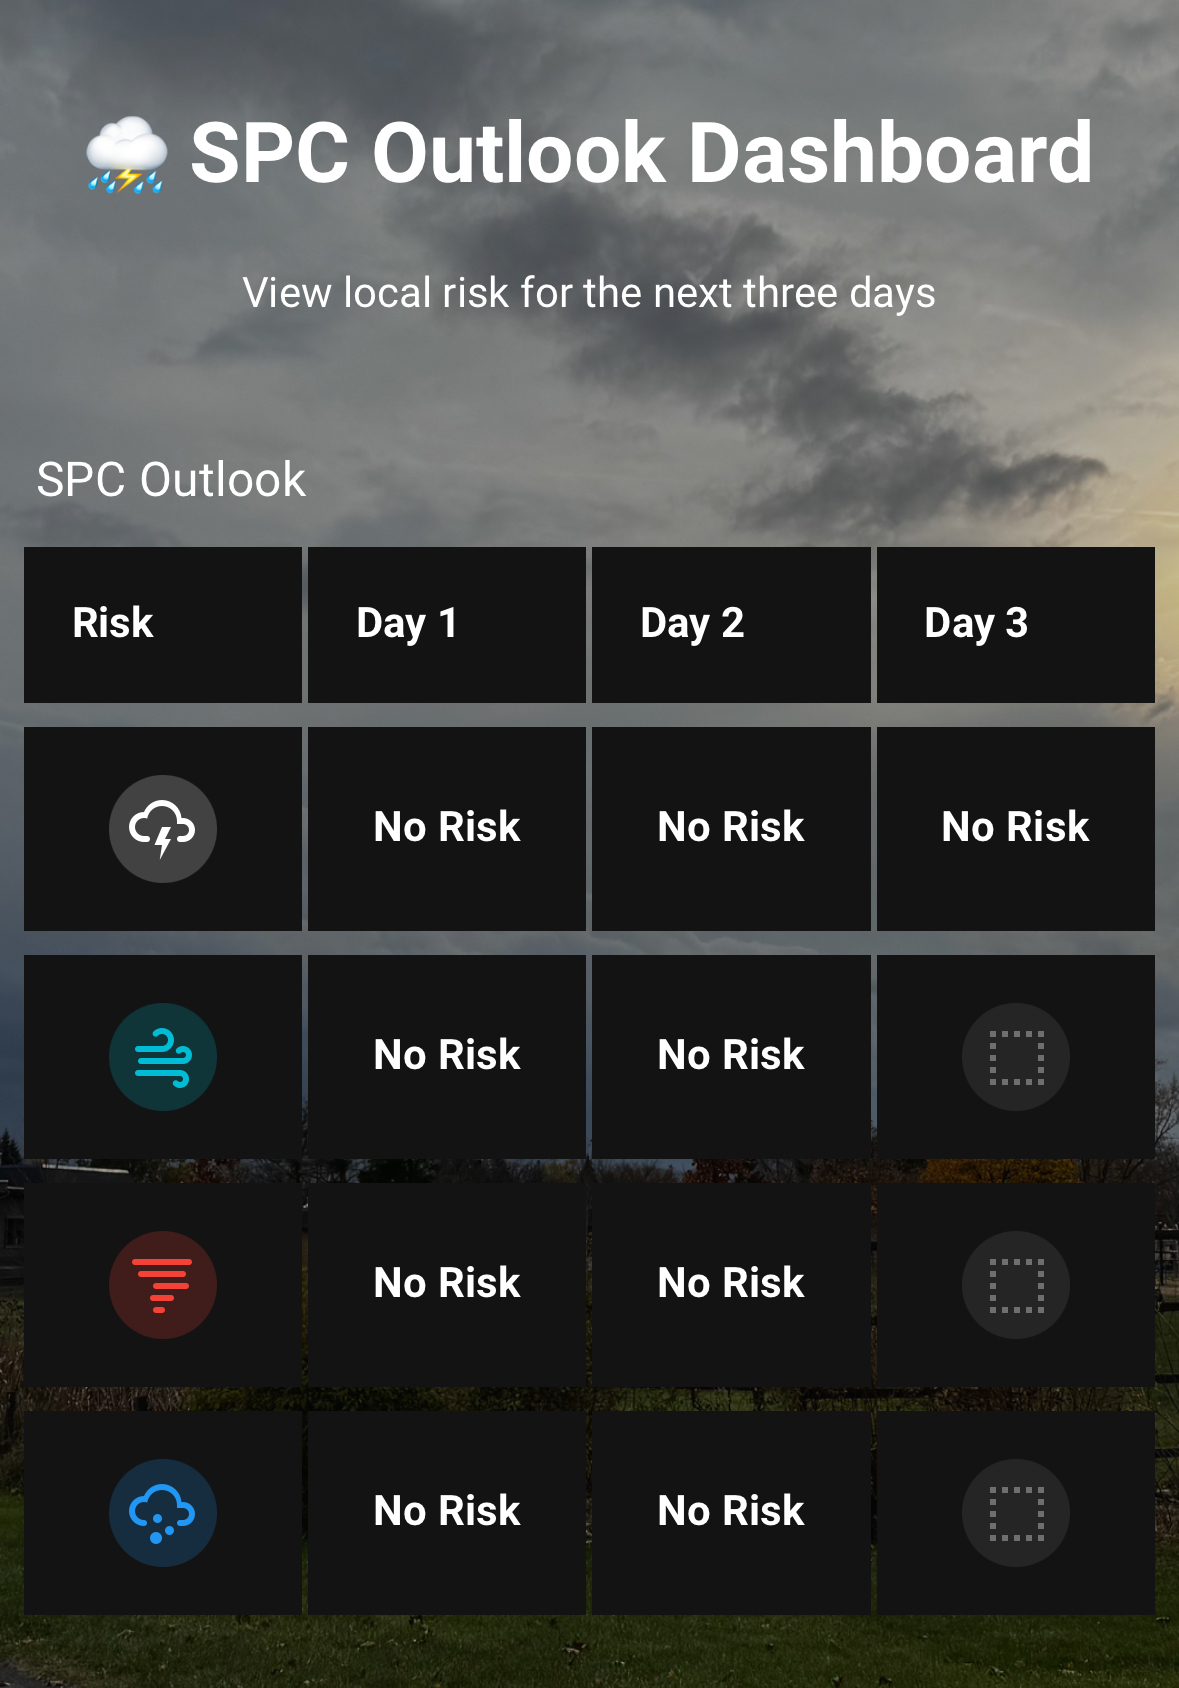 SPC Outlook Dashboard
View local risk for the next three days
SPC Outlook
Risk Day 1 Day 2 Day 3
No Risk No Risk No Risk
No Risk No Risk
No Risk No Risk
No Risk No Risk